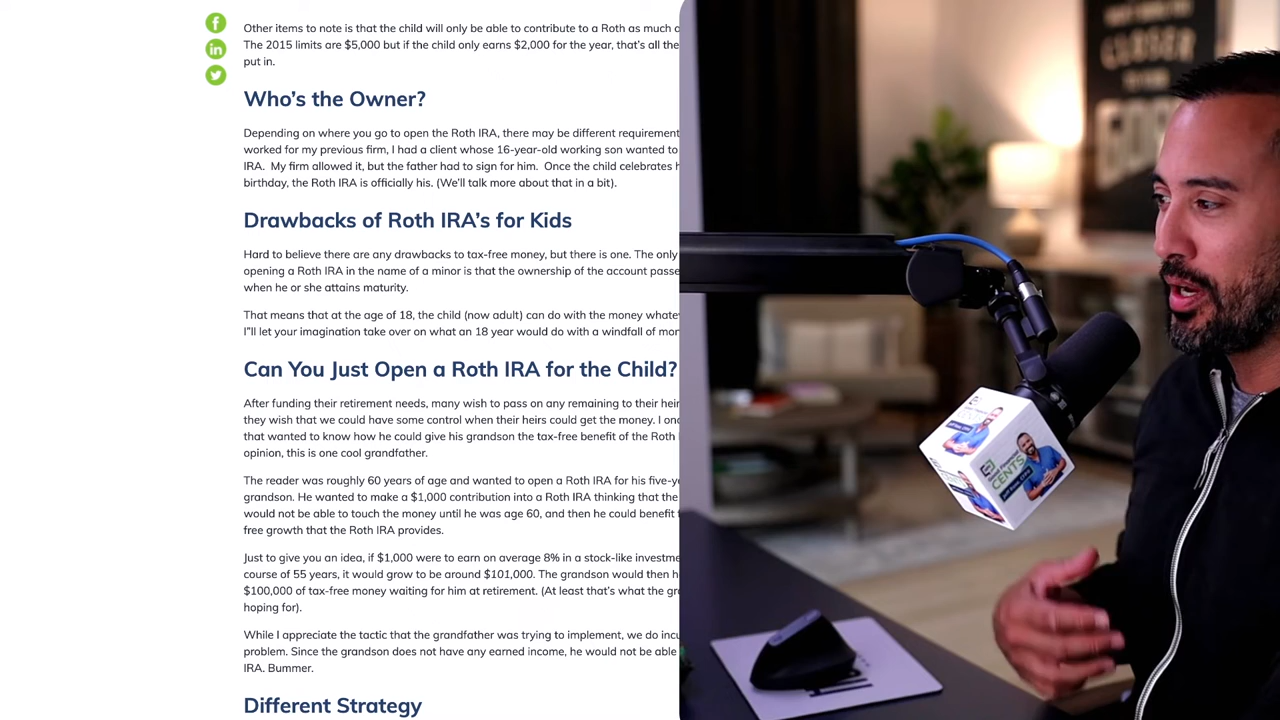 Other items to note is that the child will only be able to contribute to a Roth as much
The 2015 limits are $5,000 but if the child only earns $2,000 for the year, that's all the
put in.
Who's the Owner?
Depending on where you go to open the Roth IRA, there may be different requirement
worked for my previous firm, I had a client whose 16-year-old working son wanted to
IRA. My firm allowed it, but the father had to sign for him. Once the child celebrates
birthday, the Roth IRA is officially his. (We'll talk more about that in a bit).
Drawbacks of Roth IRA's for Kids
Hard to believe there are any drawbacks to tax-free money, but there is one. The only
opening a Roth IRA in the name of a minor is that the ownership of the account passe
when he or she attains maturity.
That means that at the age of 18, the child (now adult) can do with the money whate
I"ll let your imagination take over on what an 18 year would do with a windfall of mo
Can You Just Open a Roth IRA for the Child?
After funding their retirement needs, many wish to pass on any remaining to their heir
they wish that we could have some control when their heirs could get the money. I on
that wanted to know how he could give his grandson the tax-free benefit of the Roth
opinion, this is one cool grandfather.
The reader was roughly 60 years of age and wanted to open a Roth IRA for his five-ye
grandson. He wanted to make a $1,000 contribution into a Roth IRA thinking that the
would not be able to touch the money until he was age 60, and then he could benefit
free growth that the Roth IRA provides.
Just to give you an idea, if $1,000 were to earn on average 8% in a stock-like investme
course of 55 years, it would grow to be around $101,000. The grandson would then h
$100,000 of tax-free money waiting for him at retirement. (At least that's what the gr
hoping for).
While I appreciate the tactic that the grandfather was trying to implement, we do incu
problem. Since the grandson does not have any earned income, he would not be able
IRA. Bummer.
Different Strategy
CLOSER
CENTS